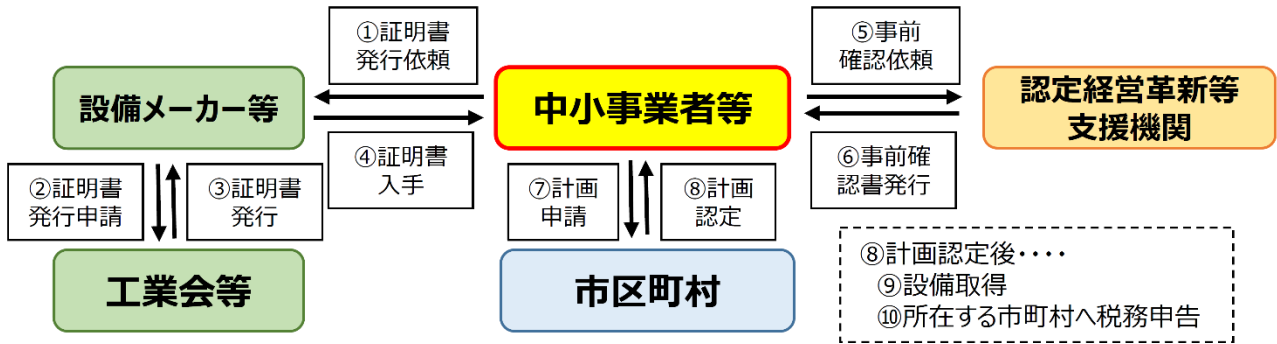 ①証明書
発行依頼
⑤事前
確認依頼
設備メーカー等
中小事業者等
認定経営革新等
支援機関
④証明書
入手
⑥事前確
認書発行
②証明書
発行申請
③証明書
発行
⑦計画
申請
⑧計画
認定
工業会等
市区町村
⑧計画認定後・・・・
⑨設備取得
⑩所在する市町村へ税務申告